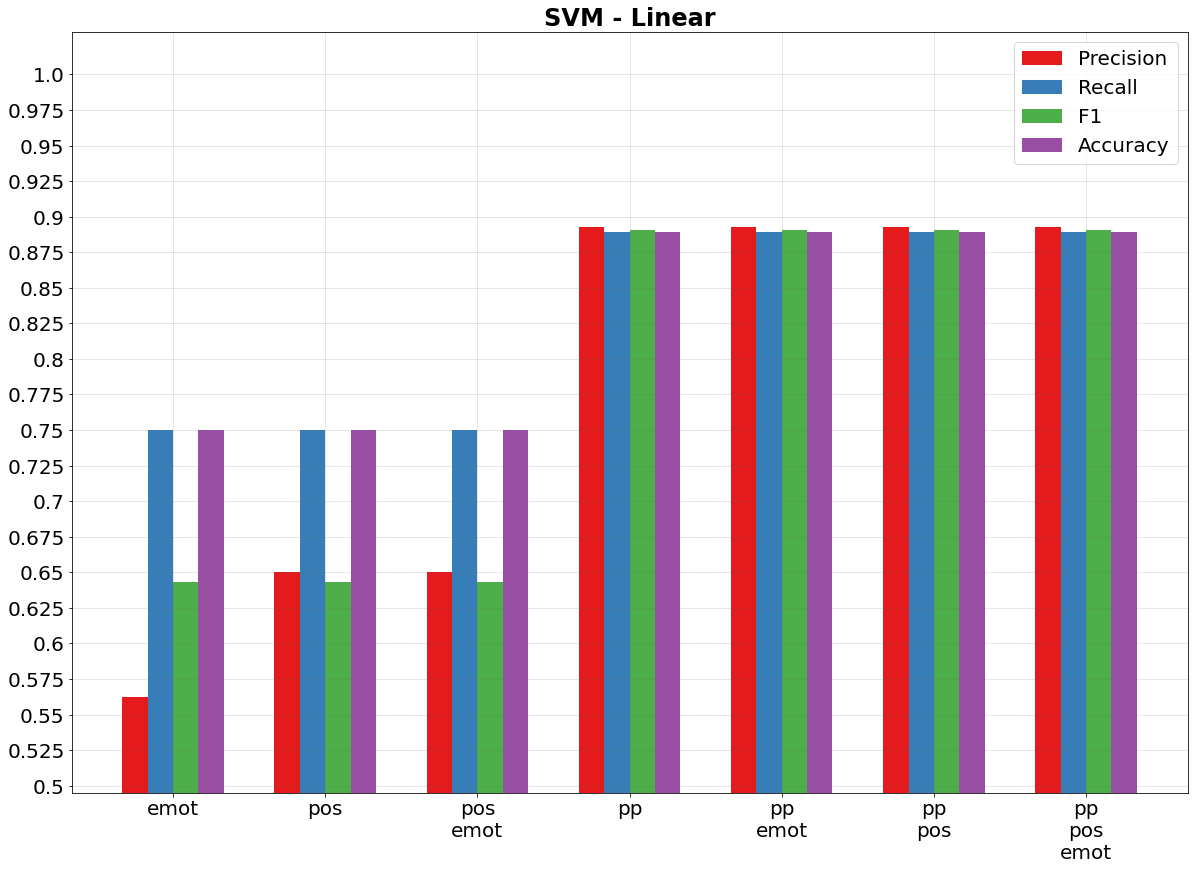 SVM - Linear
Precision
Recall
F1
Accuracy
1.0
0.975
0.95
0.925
0.9
0.875
0.85
0.825
0.8
0.775
0.75
0.725
0.7
0.675
0.65
0.625
0.6
0.575
0.55
0.525
0.5
emot
pos
pos
emot
pp
pp
emot
pp
pos
pp
pos
emot